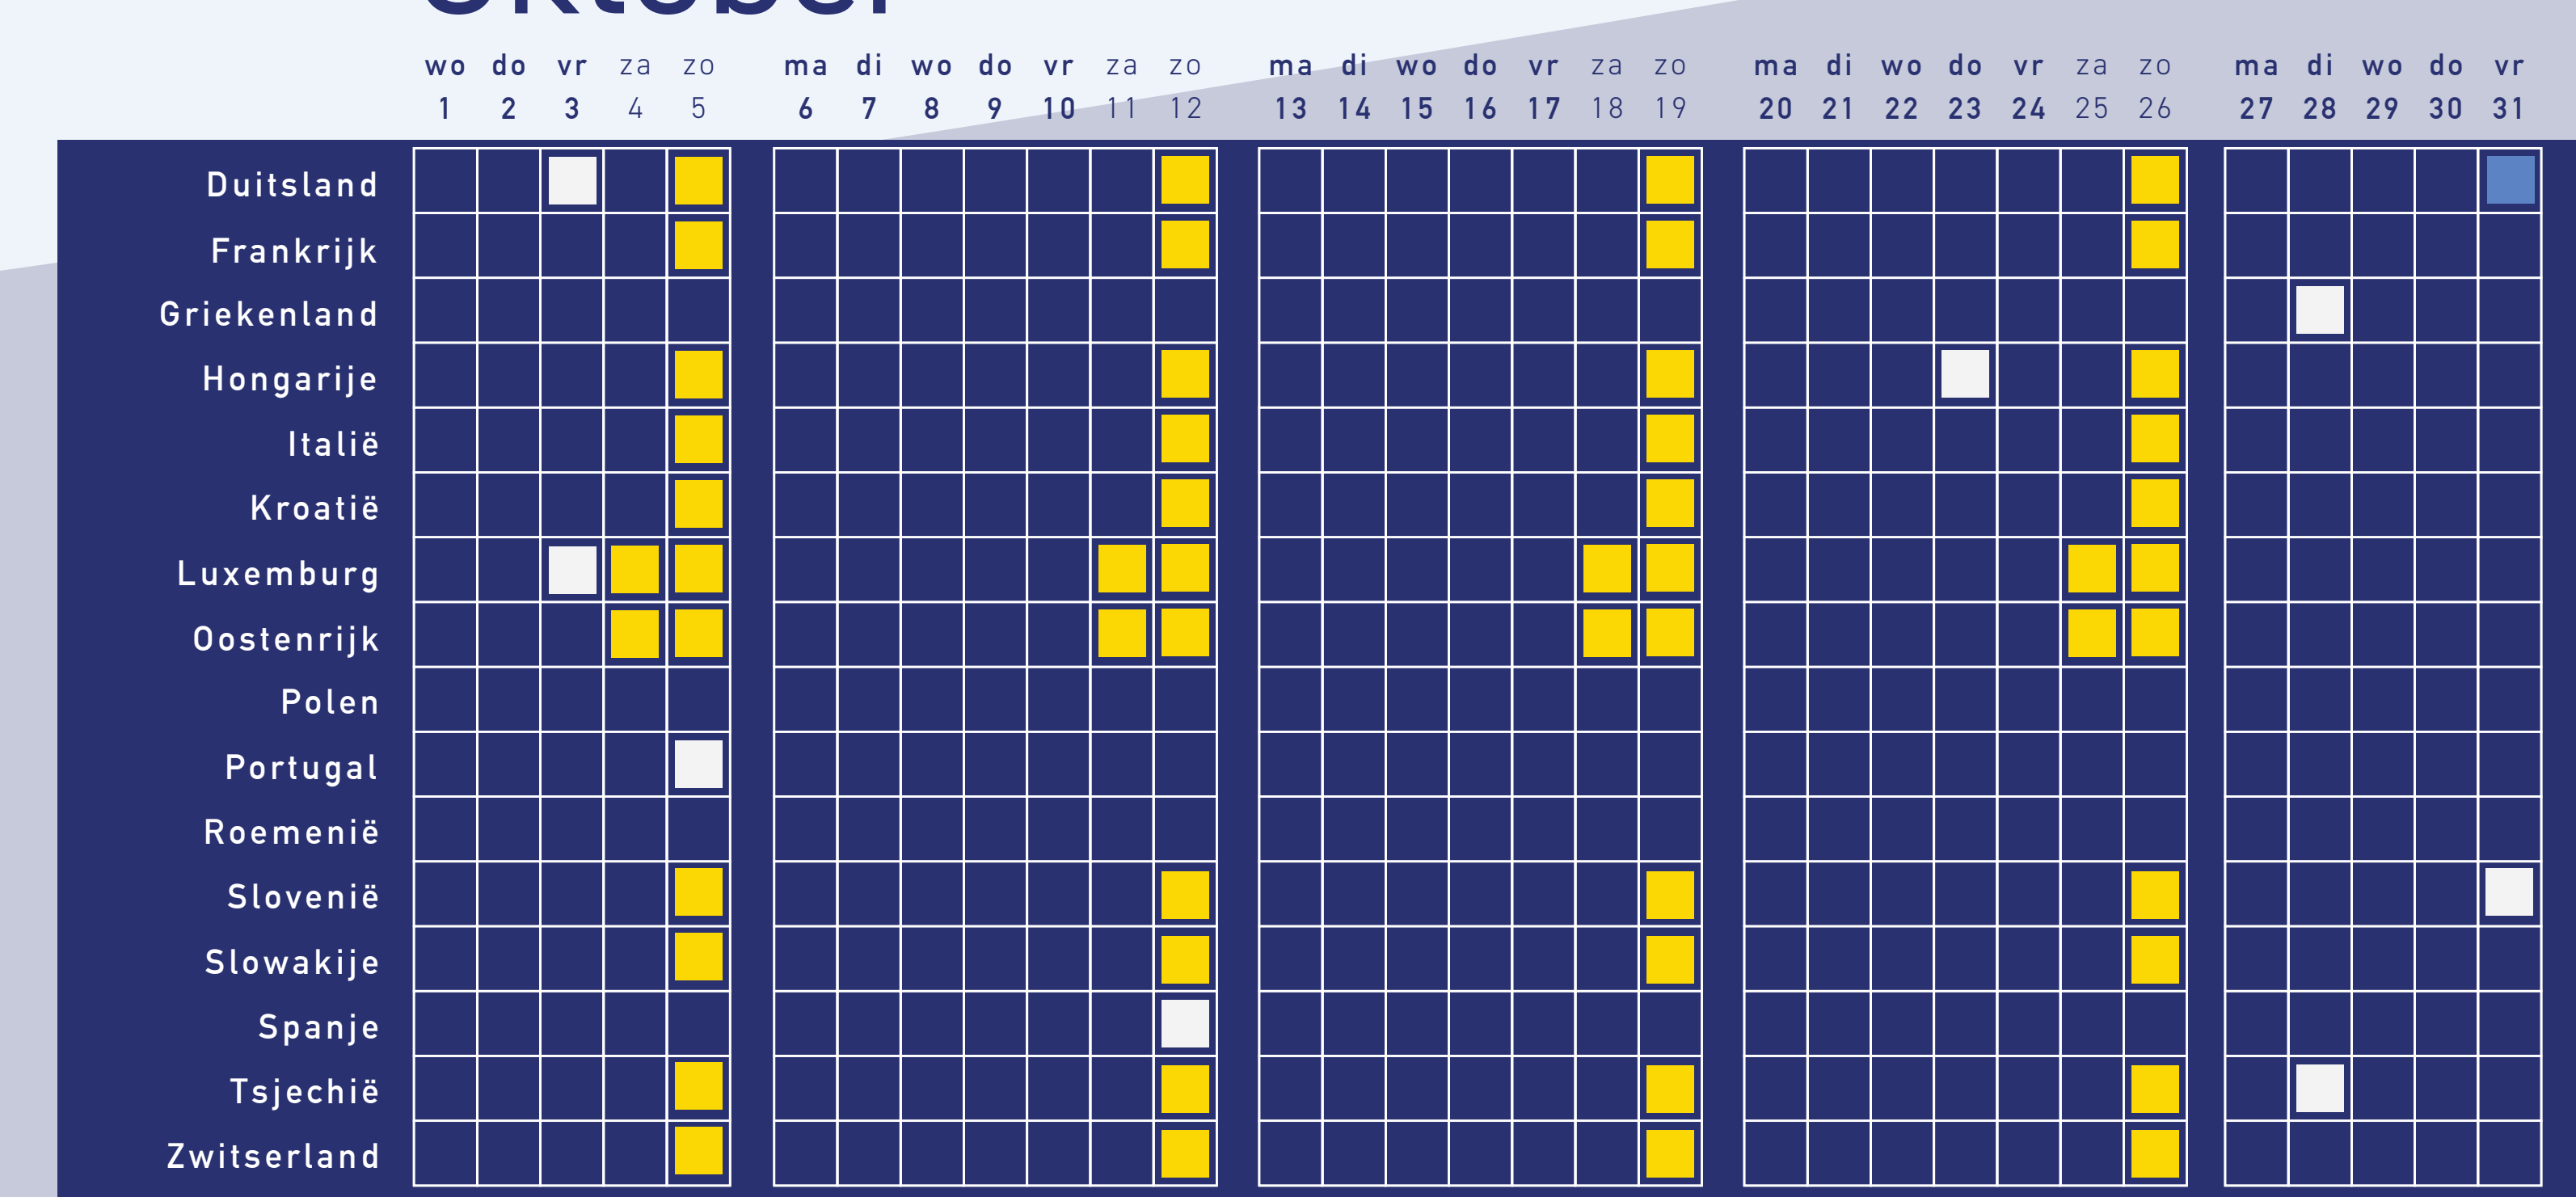 Oktober
wo do vr za zo ma di wo do vr za zo ma di wo do vr za zo ma di wo do vr za zo ma di wo do vr
1 2 3 4 5 6 7 8 9 10 11 12 13 14 15 16 17 18 19 20 21 22 23 24 25 26 27 28 29 30 31
Duitsland
Frankrijk
Griekenland
Hongarije
Italië
Kroatië
Luxemburg
Oostenrijk
Polen
Portugal
Roemenië
Slovenië
Slowakije
Spanje
Tsjechië
Zwitserland